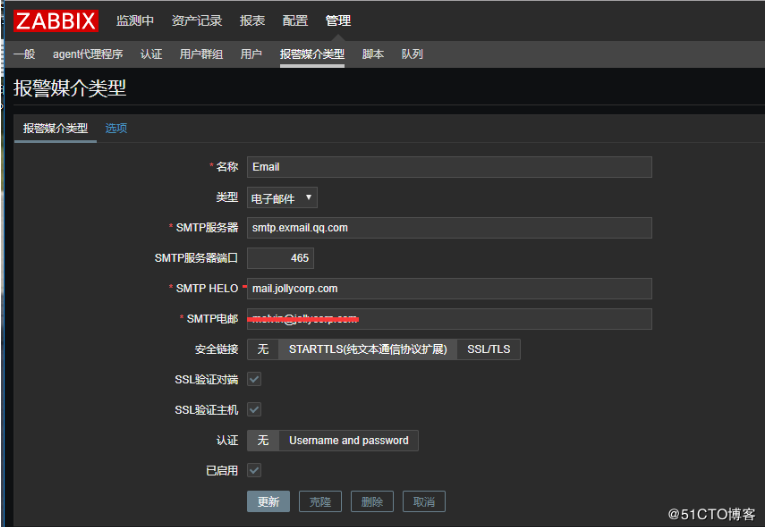 ZABBIX 监测中 资产记录 报表 配置 管理
一般 agent代理程序 认证 用户群组 用户 报警媒介类型 脚本 队列
报警媒介类型
报警媒介类型 选项
* 名称 Email
类型 电子邮件 ▼
* SMTP服务器 smtp.exmail.qq.com
SMTP服务器端口 465
* SMTP HELO mail.jollycorp.com
* SMTP电邮
安全链接 无 STARTTLS(纯文本通信协议扩展) SSL/TLS
SSL验证对端
SSL验证主机
认证 无 Username and password
已启用
更新 克隆 删除 取消
@51CTO博客